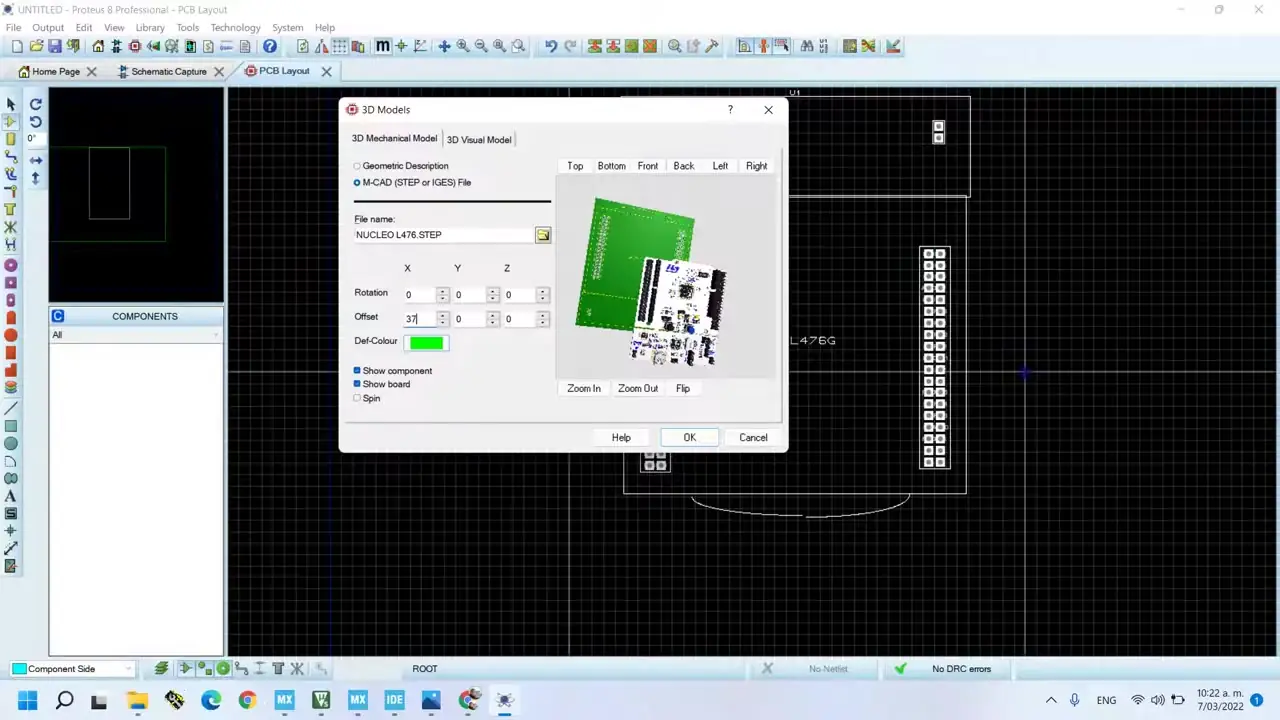 UNTITLED - Proteus 8 Professional - PCB Layout
File Output Edit View Library Tools Technology System Help
m
Home Page Schematic Capture PCB Layout
0°
COMPONENTS
All
3D Models
3D Mechanical Model 3D Visual Model
Geometric Description
M-CAD (STEP or IGES) File
File name:
NUCLEO L476.STEP
X Y Z
Rotation 0 0 0
Offset 37 0 0
Def-Colour
Show component
Show board
Spin
Top Bottom Front Back Left Right
Zoom In Zoom Out Flip
Help OK Cancel
U1
L476G
Component Side
ROOT
No Netlist
No DRC errors
MX MX IDE
ENG
10:22 a. m.
7/03/2022
1